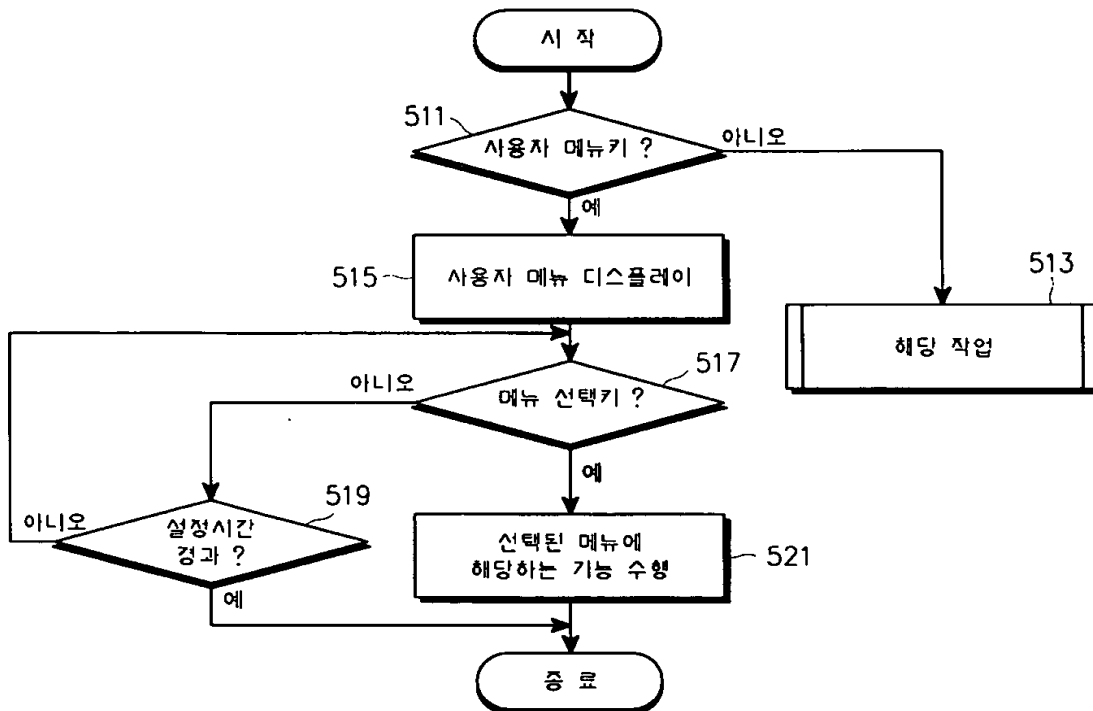 시 작
511
사용자 메뉴키 ?
아니오
예
515
사용자 메뉴 디스플레이
513
해당 작업
517
아니오
메뉴 선택키 ?
예
519
아니오
설정시간
경과 ?
예
선택된 메뉴에
해당하는 기능 수행
521
종 료